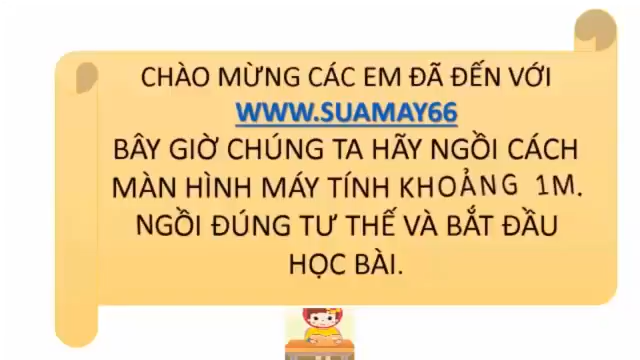 CHÀO MỪNG CÁC EM ĐÃ ĐẾN VỚI
WWW.SUAMAY66
BÂY GIỜ CHÚNG TA HÃY NGỒI CÁCH
MÀN HÌNH MÁY TÍNH KHOẢNG 1M.
NGỒI ĐÚNG TƯ THẾ VÀ BẮT ĐẦU
HỌC BÀI.